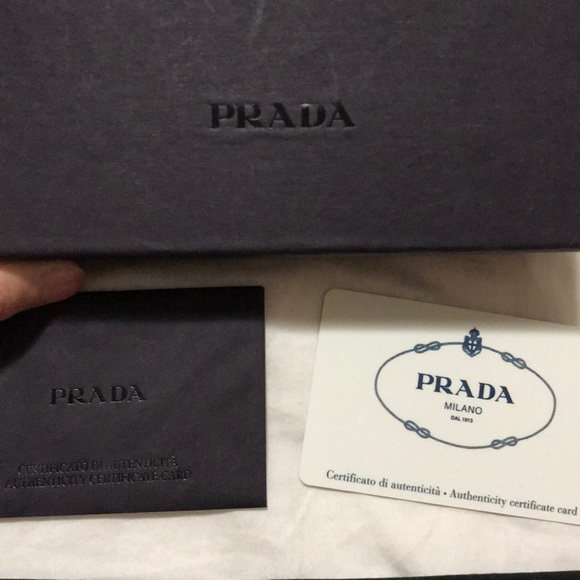 PRADA
PRADA
CERTIFICATO DI AUTENTICITÀ
AUTHENTICITY CERTIFICATE CARD
PRADA
MILANO
DAL 1913
Certificato di autenticità • Authenticity certificate card